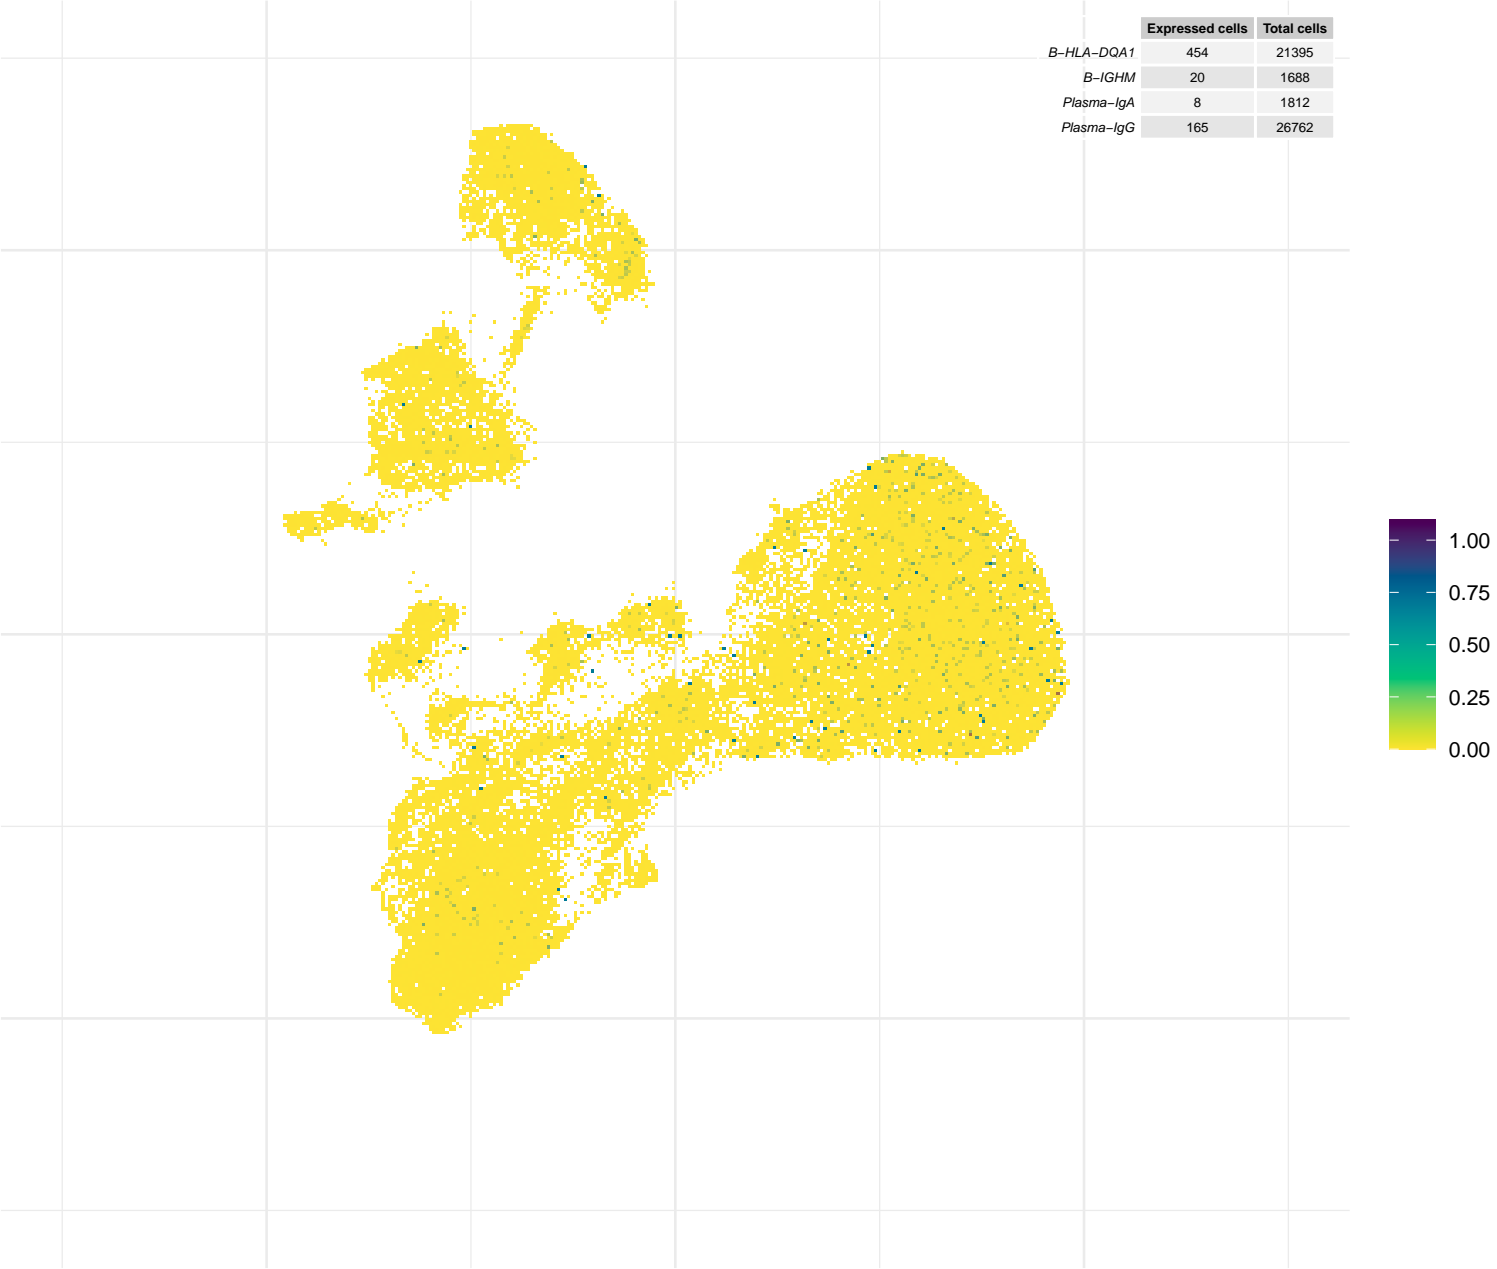 Expressed cells Total cells
B−HLA−DQA1 454 21395
B−IGHM 20 1688
Plasma−IgA 8 1812
Plasma−IgG 165 26762
1.00
0.75
0.50
0.25
0.00